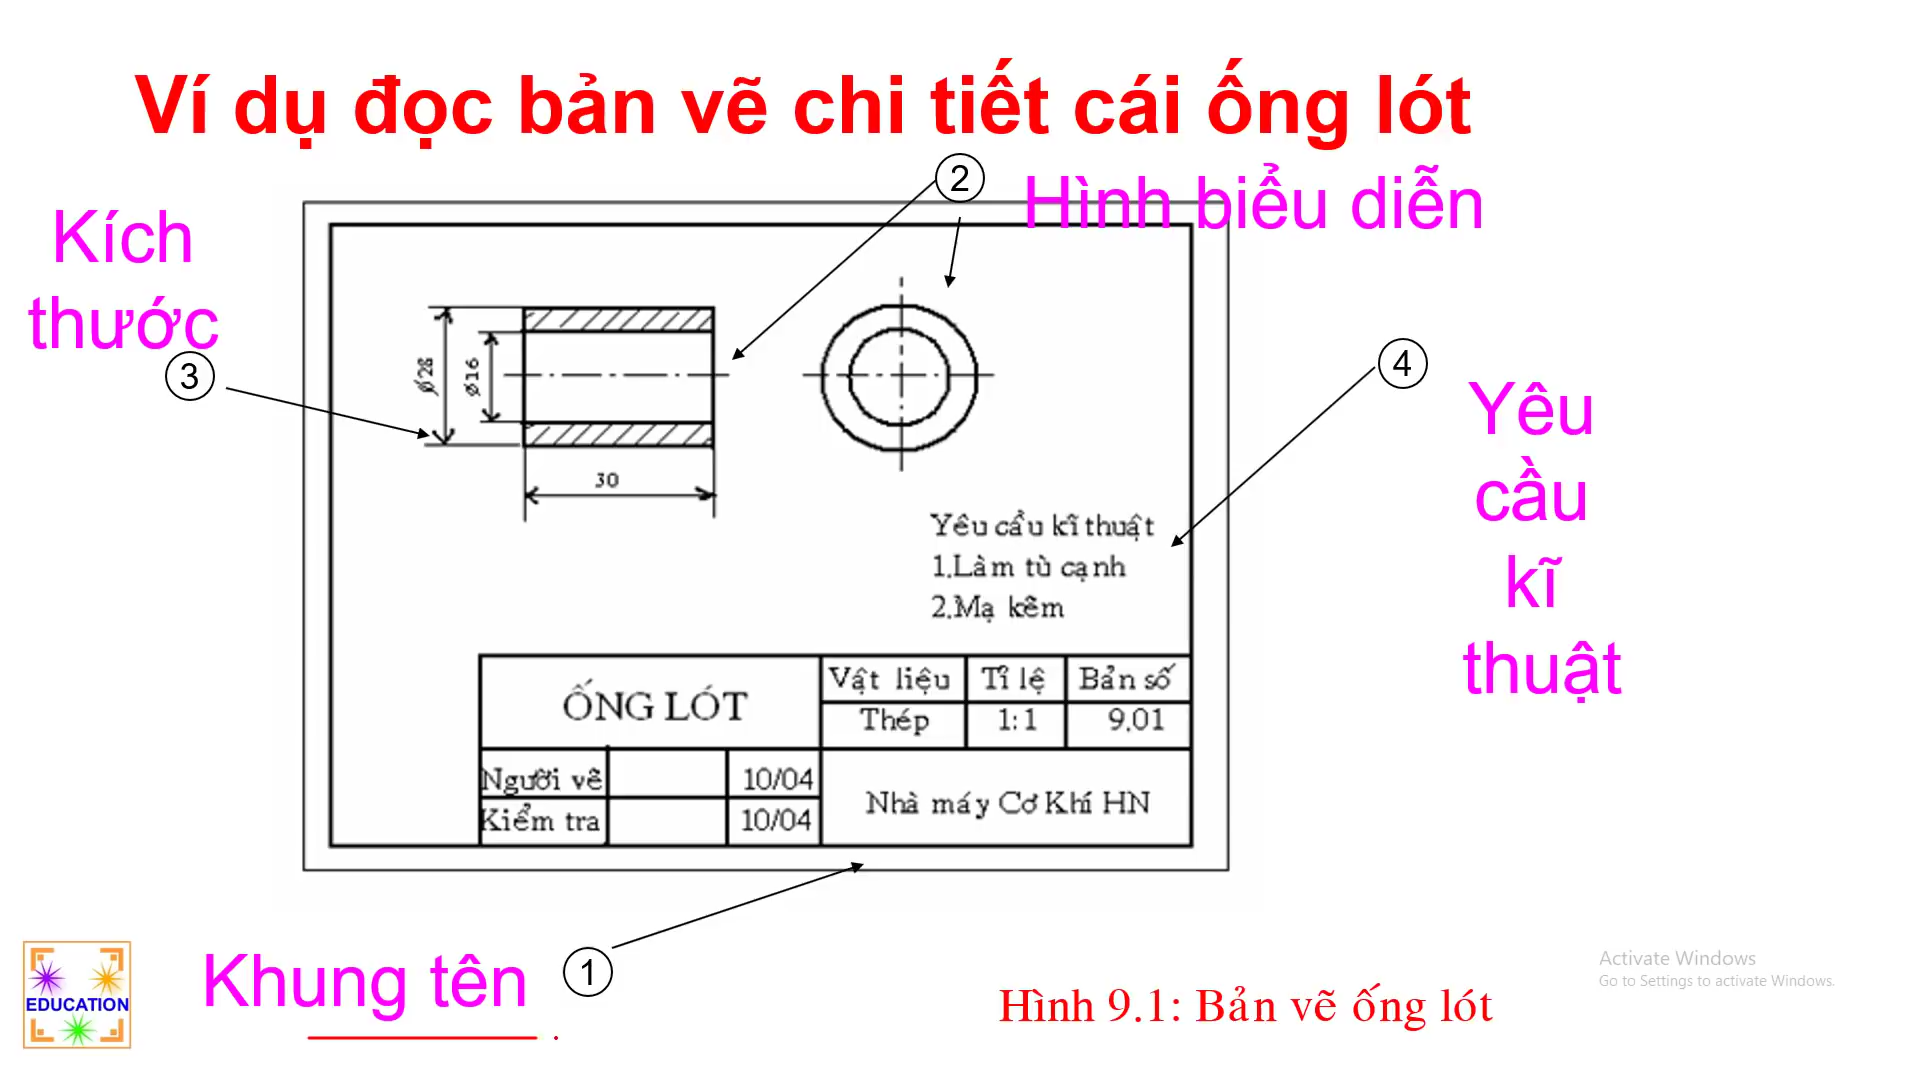 Ví dụ đọc bản vẽ chi tiết cái ống lót
2
Hình biểu diễn
Kích
thước
3
4
Yêu
cầu
kĩ
thuật
ø28
ø16
30
Yêu cầu kĩ thuật
1.Làm tù cạnh
2.Mạ kẽm
ỐNG LÓT
Vật liệu
Tỉ lệ
Bản số
Thép
1:1
9.01
Người vẽ
10/04
Kiểm tra
10/04
Nhà máy Cơ Khí HN
Khung tên
1
Hình 9.1: Bản vẽ ống lót
EDUCATION
Activate Windows
Go to Settings to activate Windows.